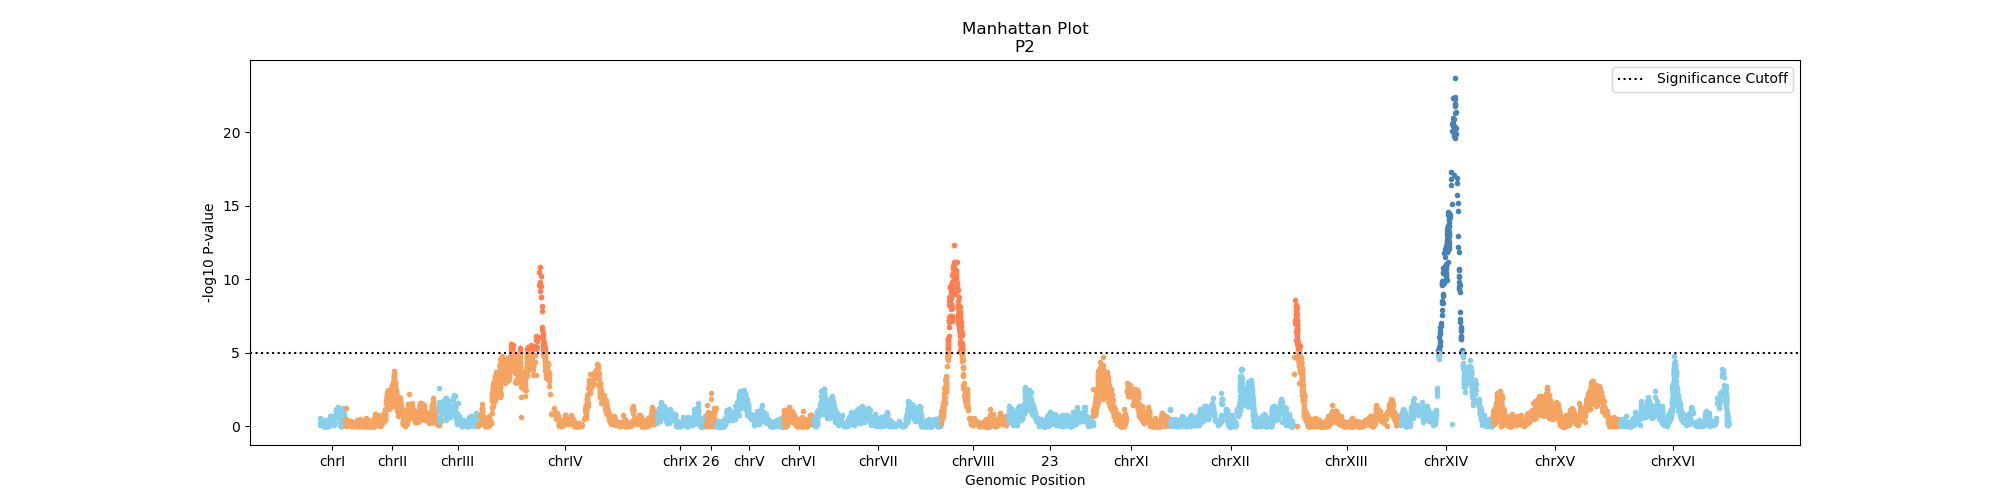 Manhattan Plot
P2
Significance Cutoff
-log10 P-value
20
15
10
5
0
chrI chrII chrIII chrIV chrIX 26 chrV chrVI chrVII chrVIII 23 chrXI chrXII chrXIII chrXIV chrXV chrXVI
Genomic Position